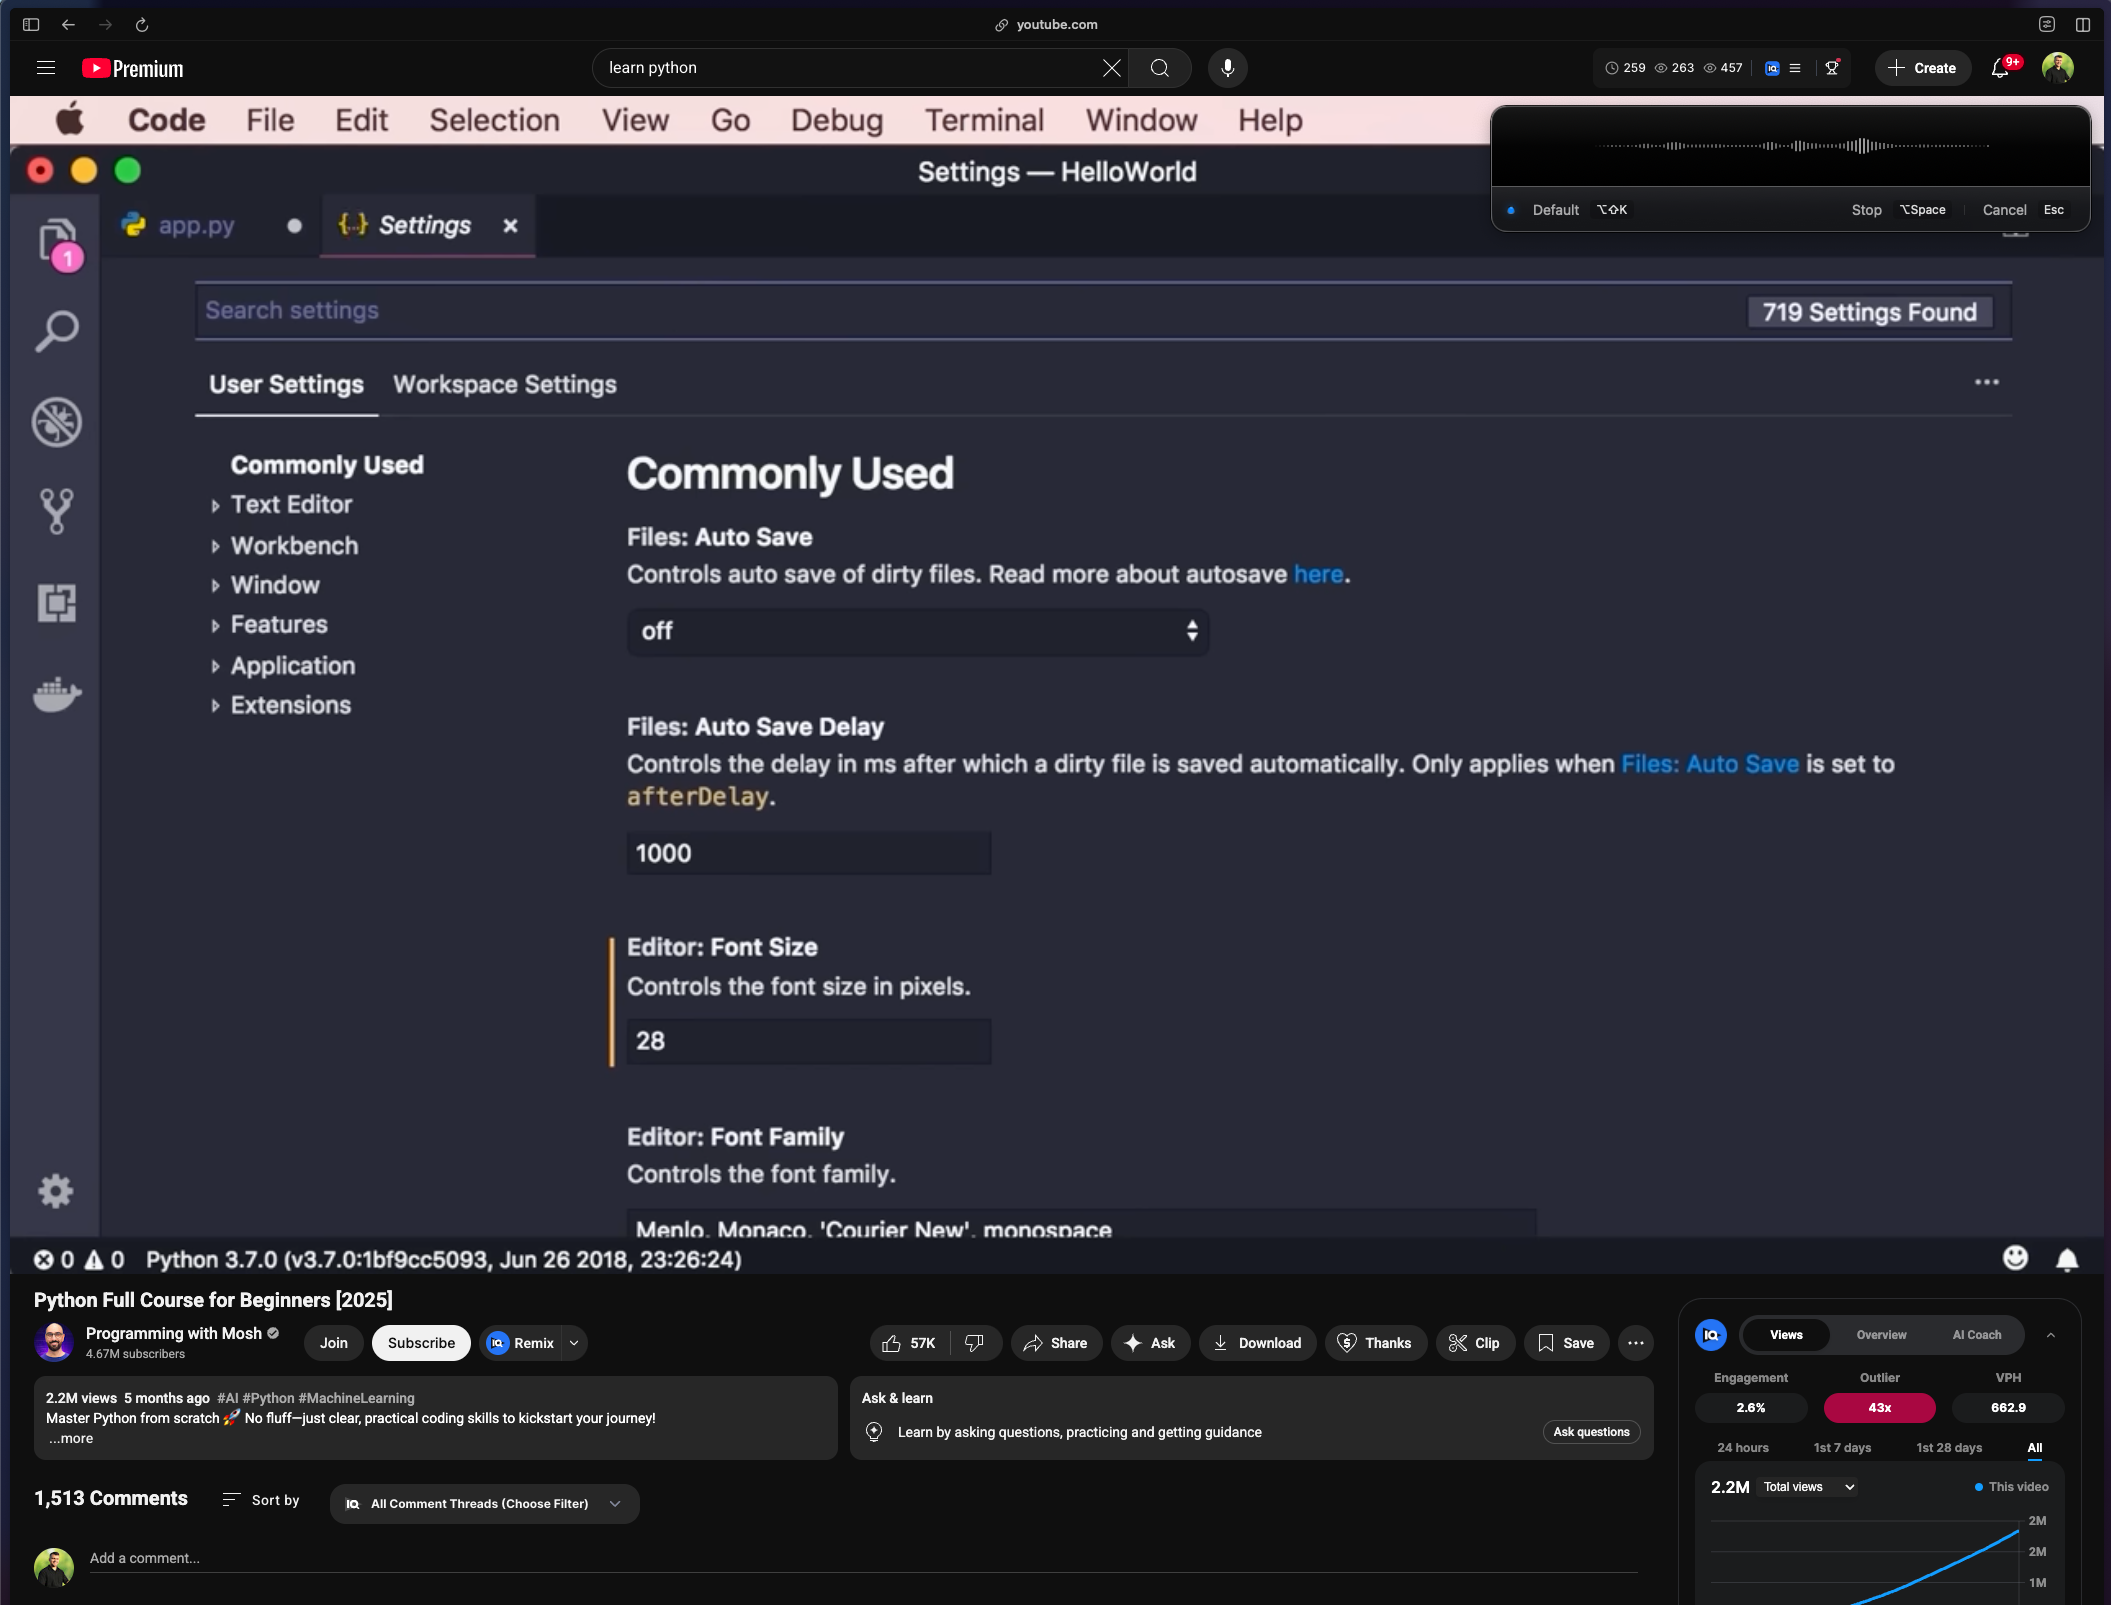 youtube.com
Premium
learn python
259 263 457
Create
9+
Code File Edit Selection View Go Debug Terminal Window Help
Default ⌥⇧K Stop ⌥Space Cancel Esc
Settings — HelloWorld
app.py
{..} Settings
1
Search settings
719 Settings Found
User Settings Workspace Settings
...
Commonly Used
Text Editor
Workbench
Window
Features
Application
Extensions
Commonly Used
Files: Auto Save
Controls auto save of dirty files. Read more about autosave here.
off
Files: Auto Save Delay
Controls the delay in ms after which a dirty file is saved automatically. Only applies when Files: Auto Save is set to
afterDelay.
1000
Editor: Font Size
Controls the font size in pixels.
28
Editor: Font Family
Controls the font family.
Menlo, Monaco, 'Courier New', monospace
0 0 Python 3.7.0 (v3.7.0:1bf9cc5093, Jun 26 2018, 23:26:24)
Python Full Course for Beginners [2025]
Programming with Mosh
4.67M subscribers
Join
Subscribe
IQ Remix
57K
Share
Ask
Download
Thanks
Clip
Save
2.2M views 5 months ago #AI #Python #MachineLearning
Master Python from scratch 🚀 No fluff—just clear, practical coding skills to kickstart your journey!
...more
Ask & learn
Learn by asking questions, practicing and getting guidance
Ask questions
1,513 Comments
Sort by
IQ All Comment Threads (Choose Filter)
Add a comment...
IQ
Views Overview AI Coach
Engagement Outlier VPH
2.6% 43x 662.9
24 hours 1st 7 days 1st 28 days All
2.2M Total views
This video
2M
2M
1M